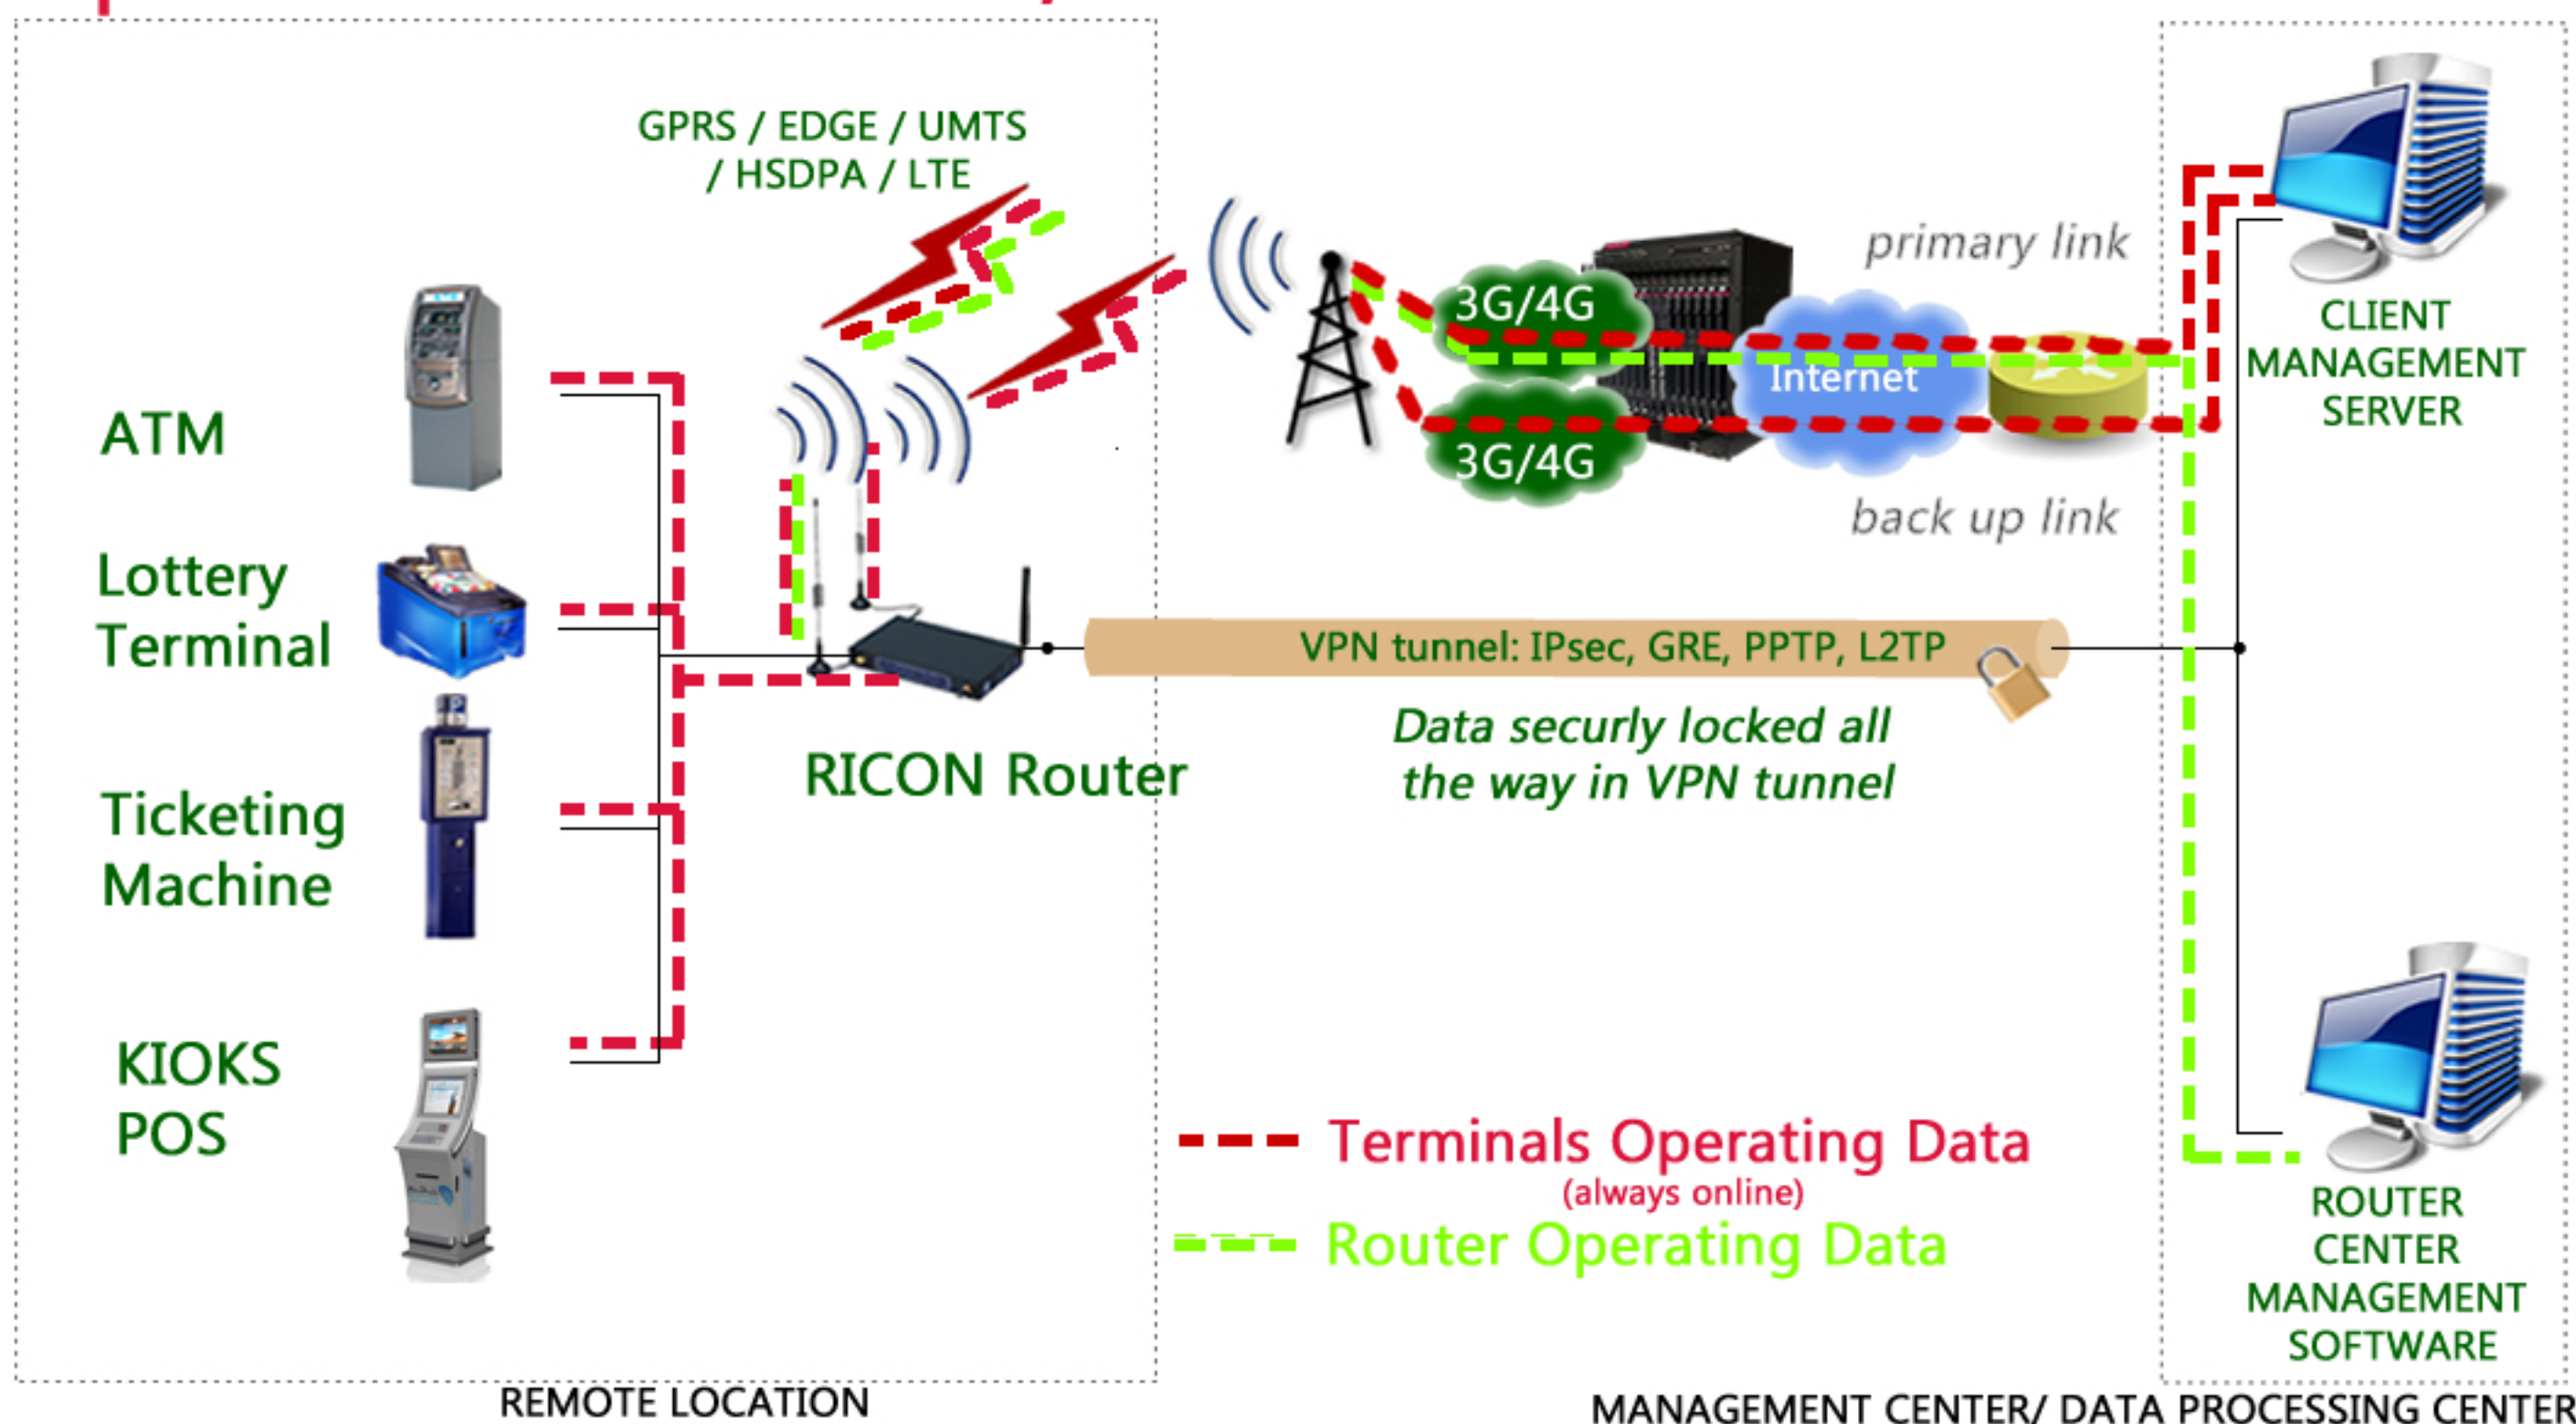 GPRS / EDGE / UMTS
/ HSDPA / LTE
ATM
Lottery
Terminal
Ticketing
Machine
KIOKS
POS
RICON Router
3G/4G
3G/4G
Internet
primary link
back up link
VPN tunnel: IPsec, GRE, PPTP, L2TP
Data securly locked all
the way in VPN tunnel
CLIENT
MANAGEMENT
SERVER
ROUTER
CENTER
MANAGEMENT
SOFTWARE
Terminals Operating Data
(always online)
Router Operating Data
REMOTE LOCATION
MANAGEMENT CENTER/ DATA PROCESSING CENTER